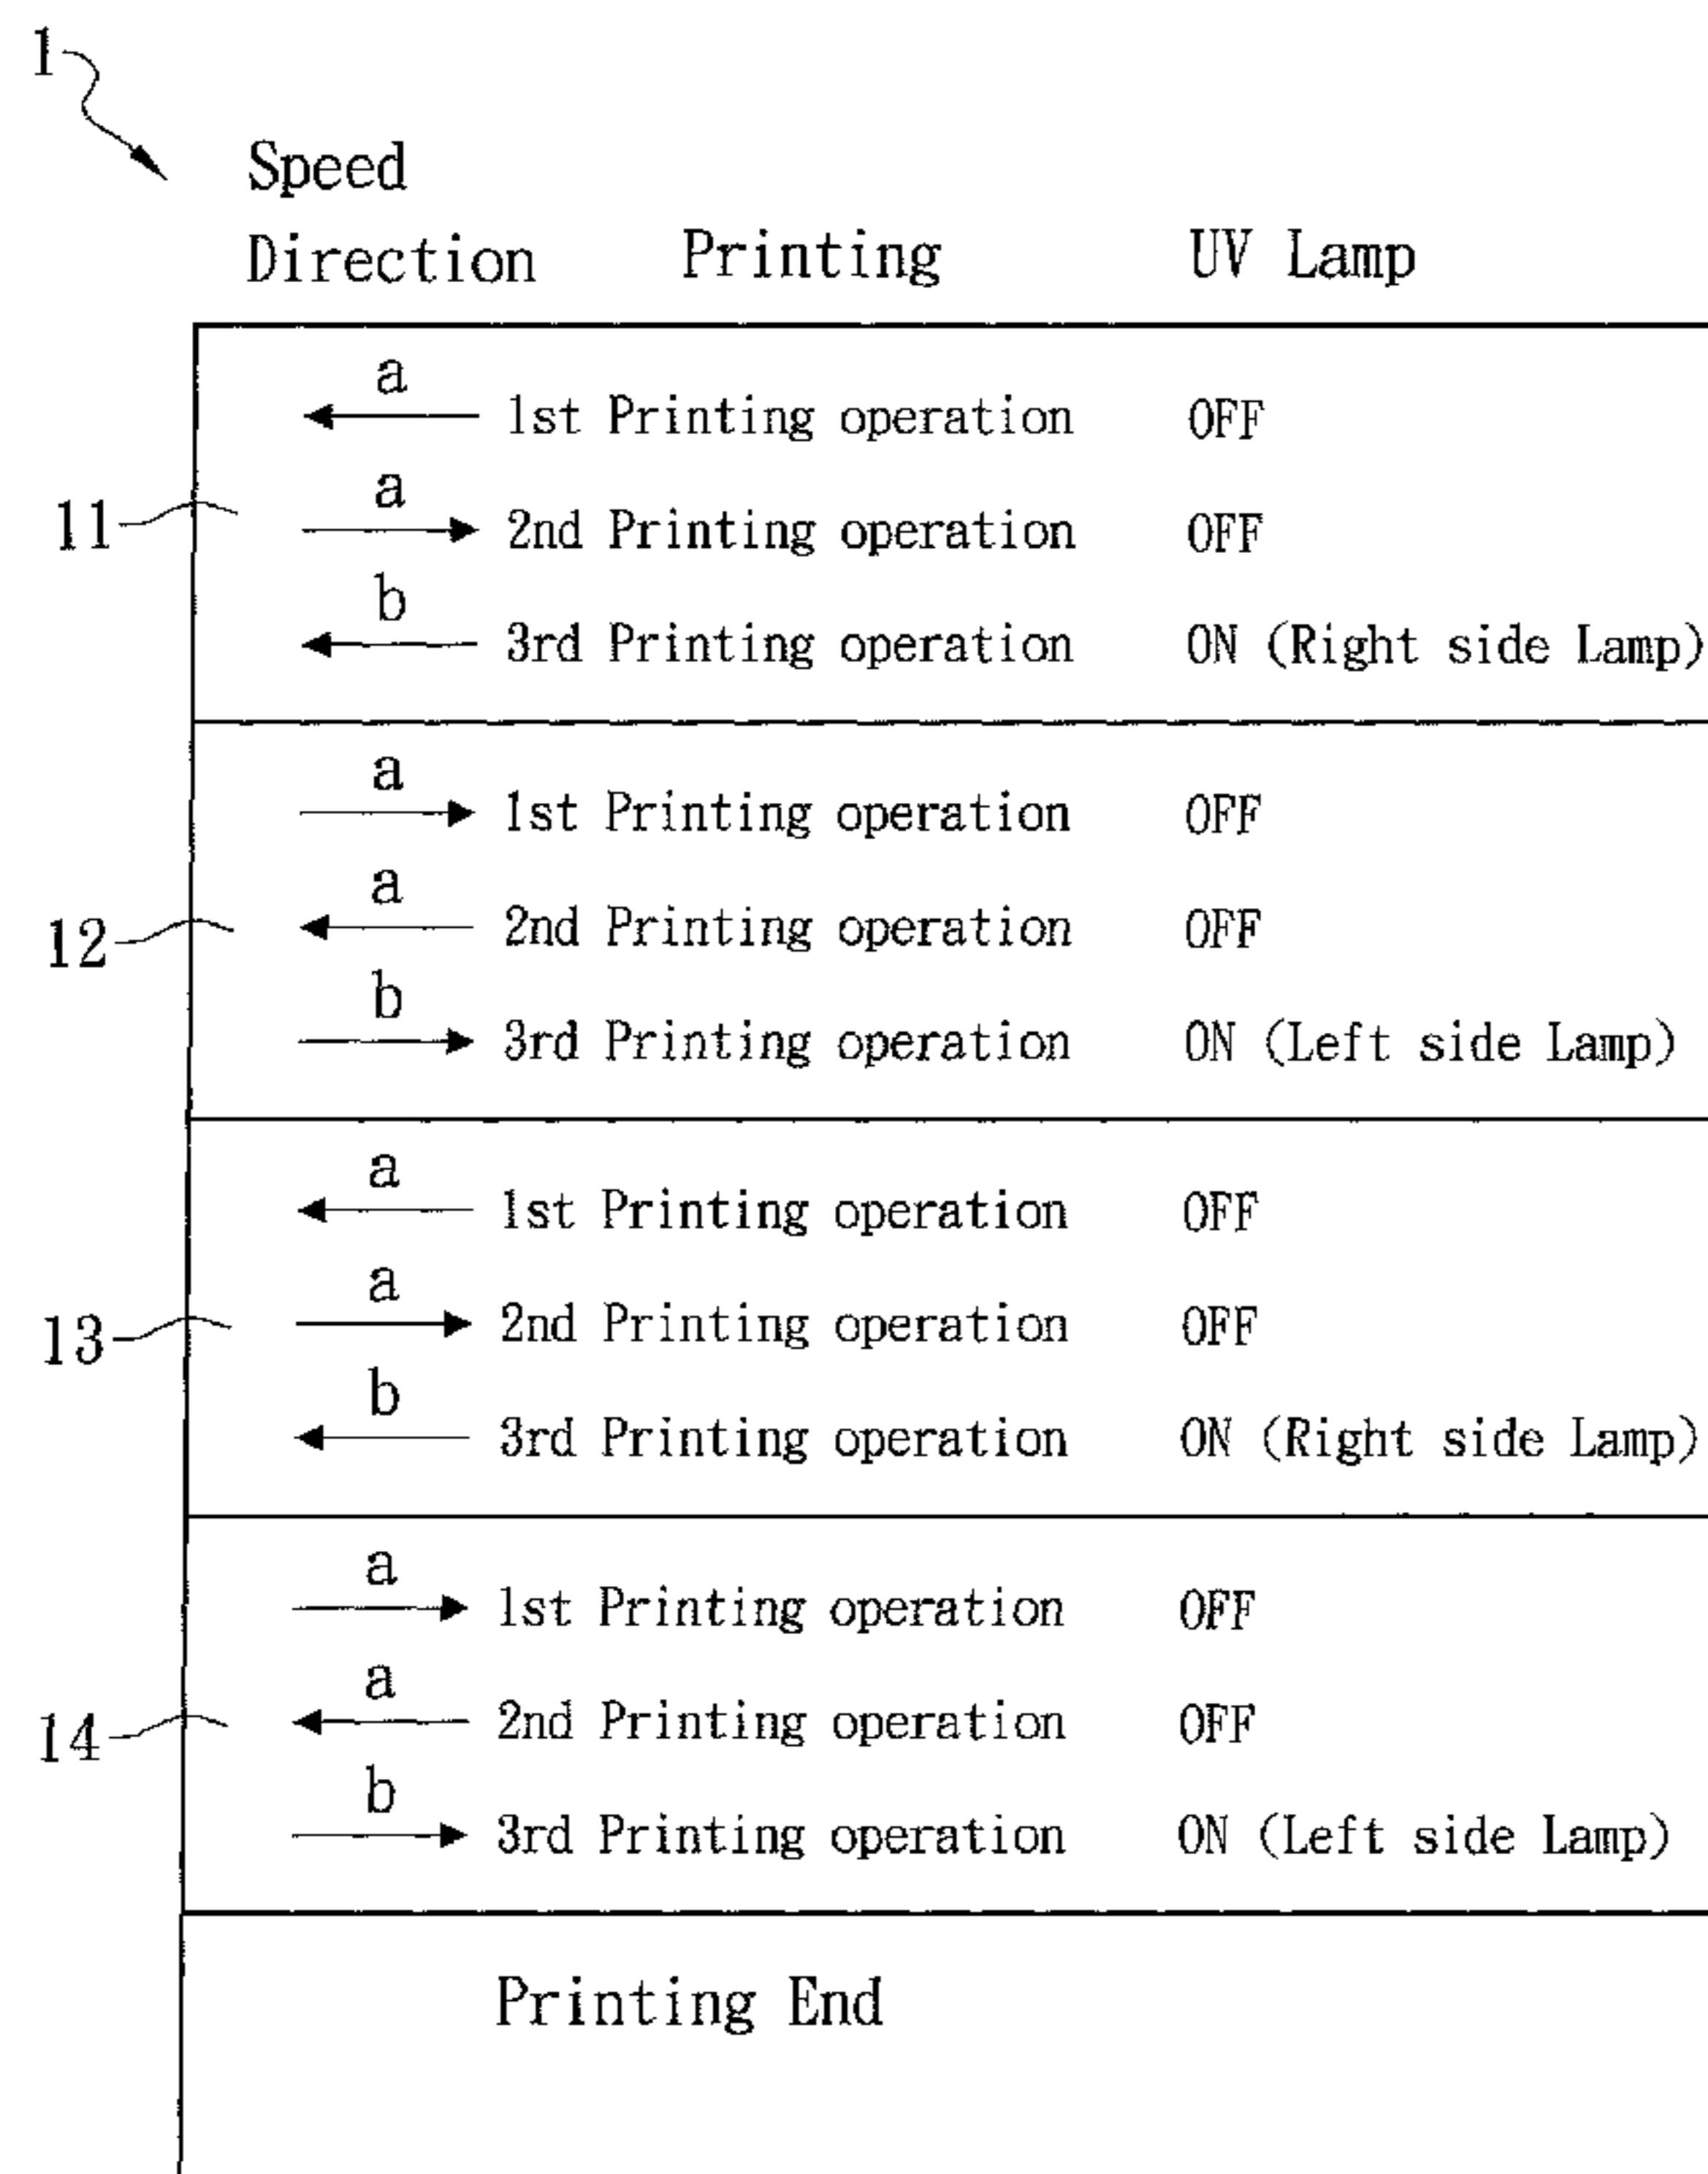 1
Speed
Direction Printing UV Lamp
a
1st Printing operation OFF
a
11 2nd Printing operation OFF
b
3rd Printing operation ON (Right side Lamp)
a
1st Printing operation OFF
a
12 2nd Printing operation OFF
b
3rd Printing operation ON (Left side Lamp)
a
1st Printing operation OFF
a
13 2nd Printing operation OFF
b
3rd Printing operation ON (Right side Lamp)
a
1st Printing operation OFF
a
14 2nd Printing operation OFF
b
3rd Printing operation ON (Left side Lamp)
Printing End